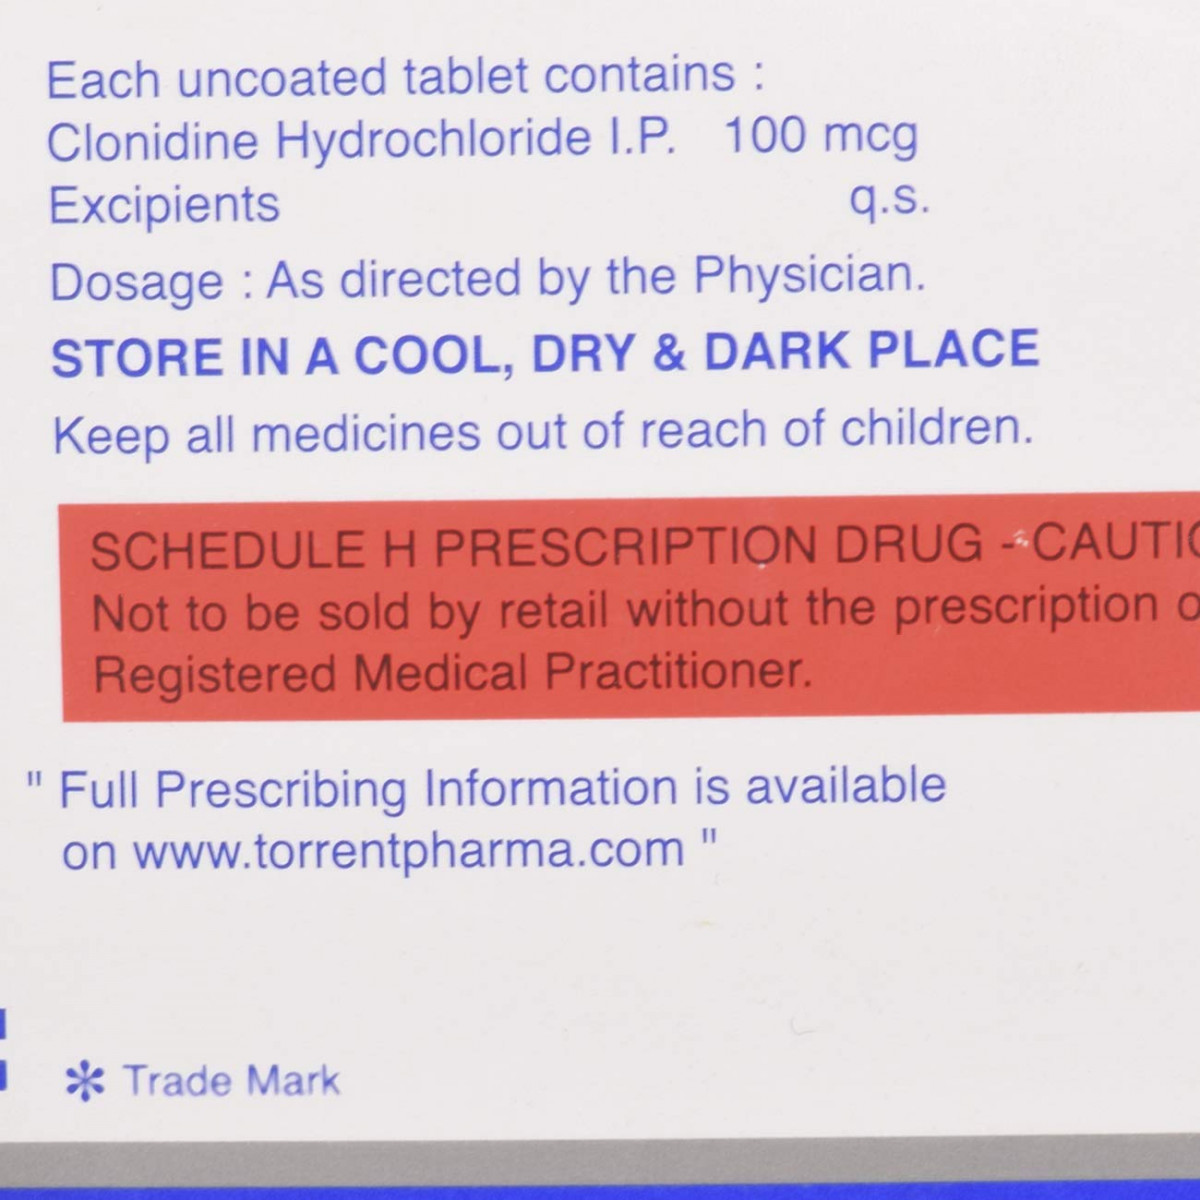 Each uncoated tablet contains :
Clonidine Hydrochloride I.P. 100 mcg
Excipients q.s.
Dosage : As directed by the Physician.
STORE IN A COOL, DRY & DARK PLACE
Keep all medicines out of reach of children.
SCHEDULE H PRESCRIPTION DRUG -
Not to be sold by retail without the prescription
Registered Medical Practitioner.
" Full Prescribing Information is available
on www.torrentpharma.com "
* Trade Mark